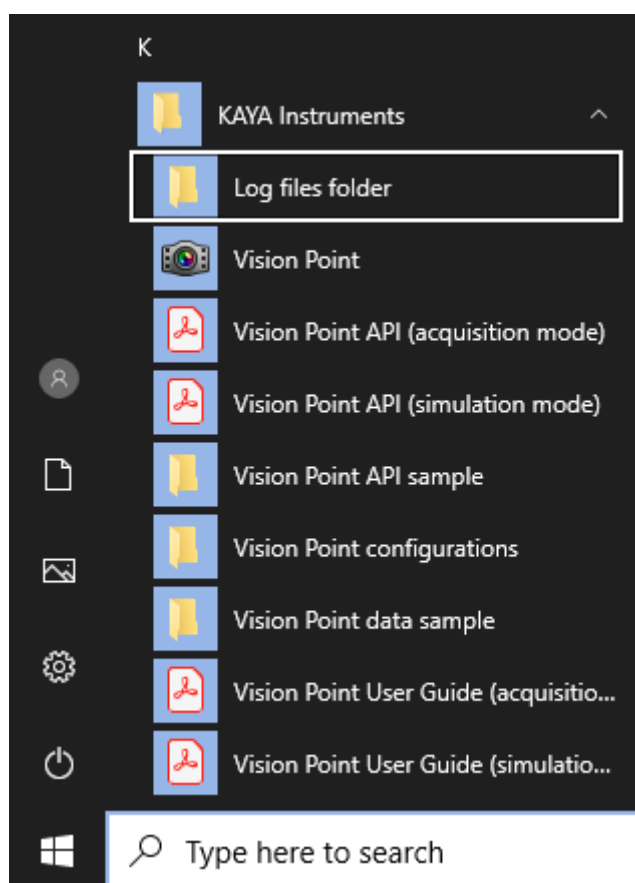 K
KAYA Instruments
Log files folder
Vision Point
Vision Point API (acquisition mode)
Vision Point API (simulation mode)
Vision Point API sample
Vision Point configurations
Vision Point data sample
Vision Point User Guide (acquisitio...
Vision Point User Guide (simulatio...
Type here to search